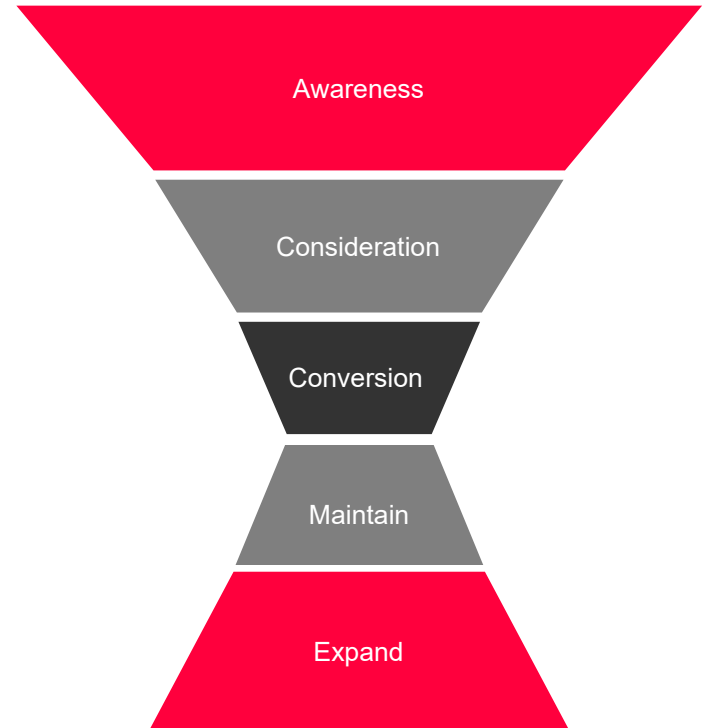 Awareness
Consideration
Conversion
Maintain
Expand